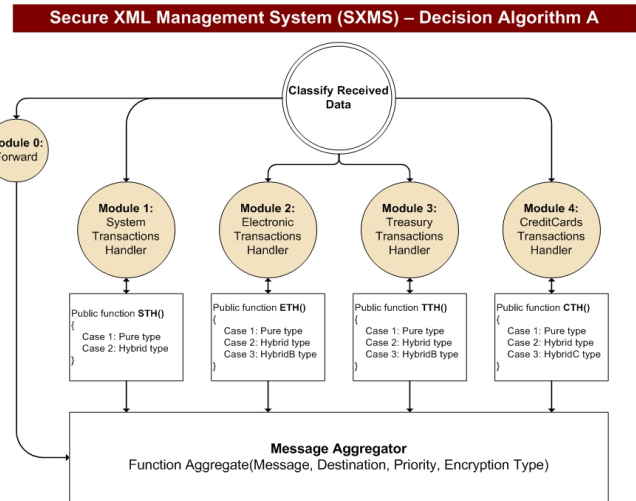 Secure XML Management System (SXMS) – Decision Algorithm A
Classify Received
Data
odule 0:
Forward
Module 1:
System
Transactions
Handler
Module 2:
Electronic
Transactions
Handler
Module 3:
Treasury
Transactions
Handler
Module 4:
CreditCards
Transactions
Handler
Public function STH()
{
Case 1: Pure type
Case 2: Hybrid type
}
Public function ETH()
{
Case 1: Pure type
Case 2: Hybrid type
Case 3: HybridB type
}
Public function TTH()
{
Case 1: Pure type
Case 2: Hybrid type
Case 3: HybridB type
}
Public function CTH()
{
Case 1: Pure type
Case 2: Hybrid type
Case 3: HybridC type
}
Message Aggregator
Function Aggregate(Message, Destination, Priority, Encryption Type)